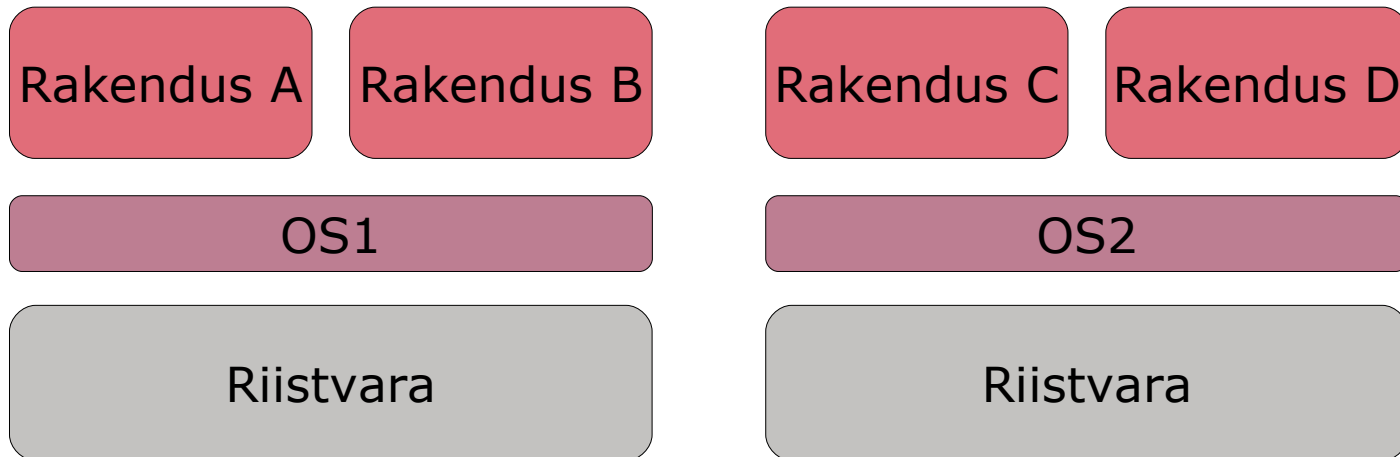 Rakendus A
Rakendus B
Rakendus C
Rakendus D
OS1
OS2
Riistvara
Riistvara